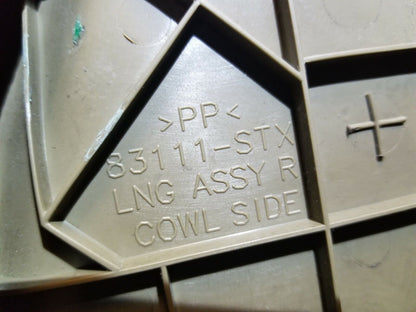 >PP<
83111-STX
LNG ASSY R
COWL SIDE